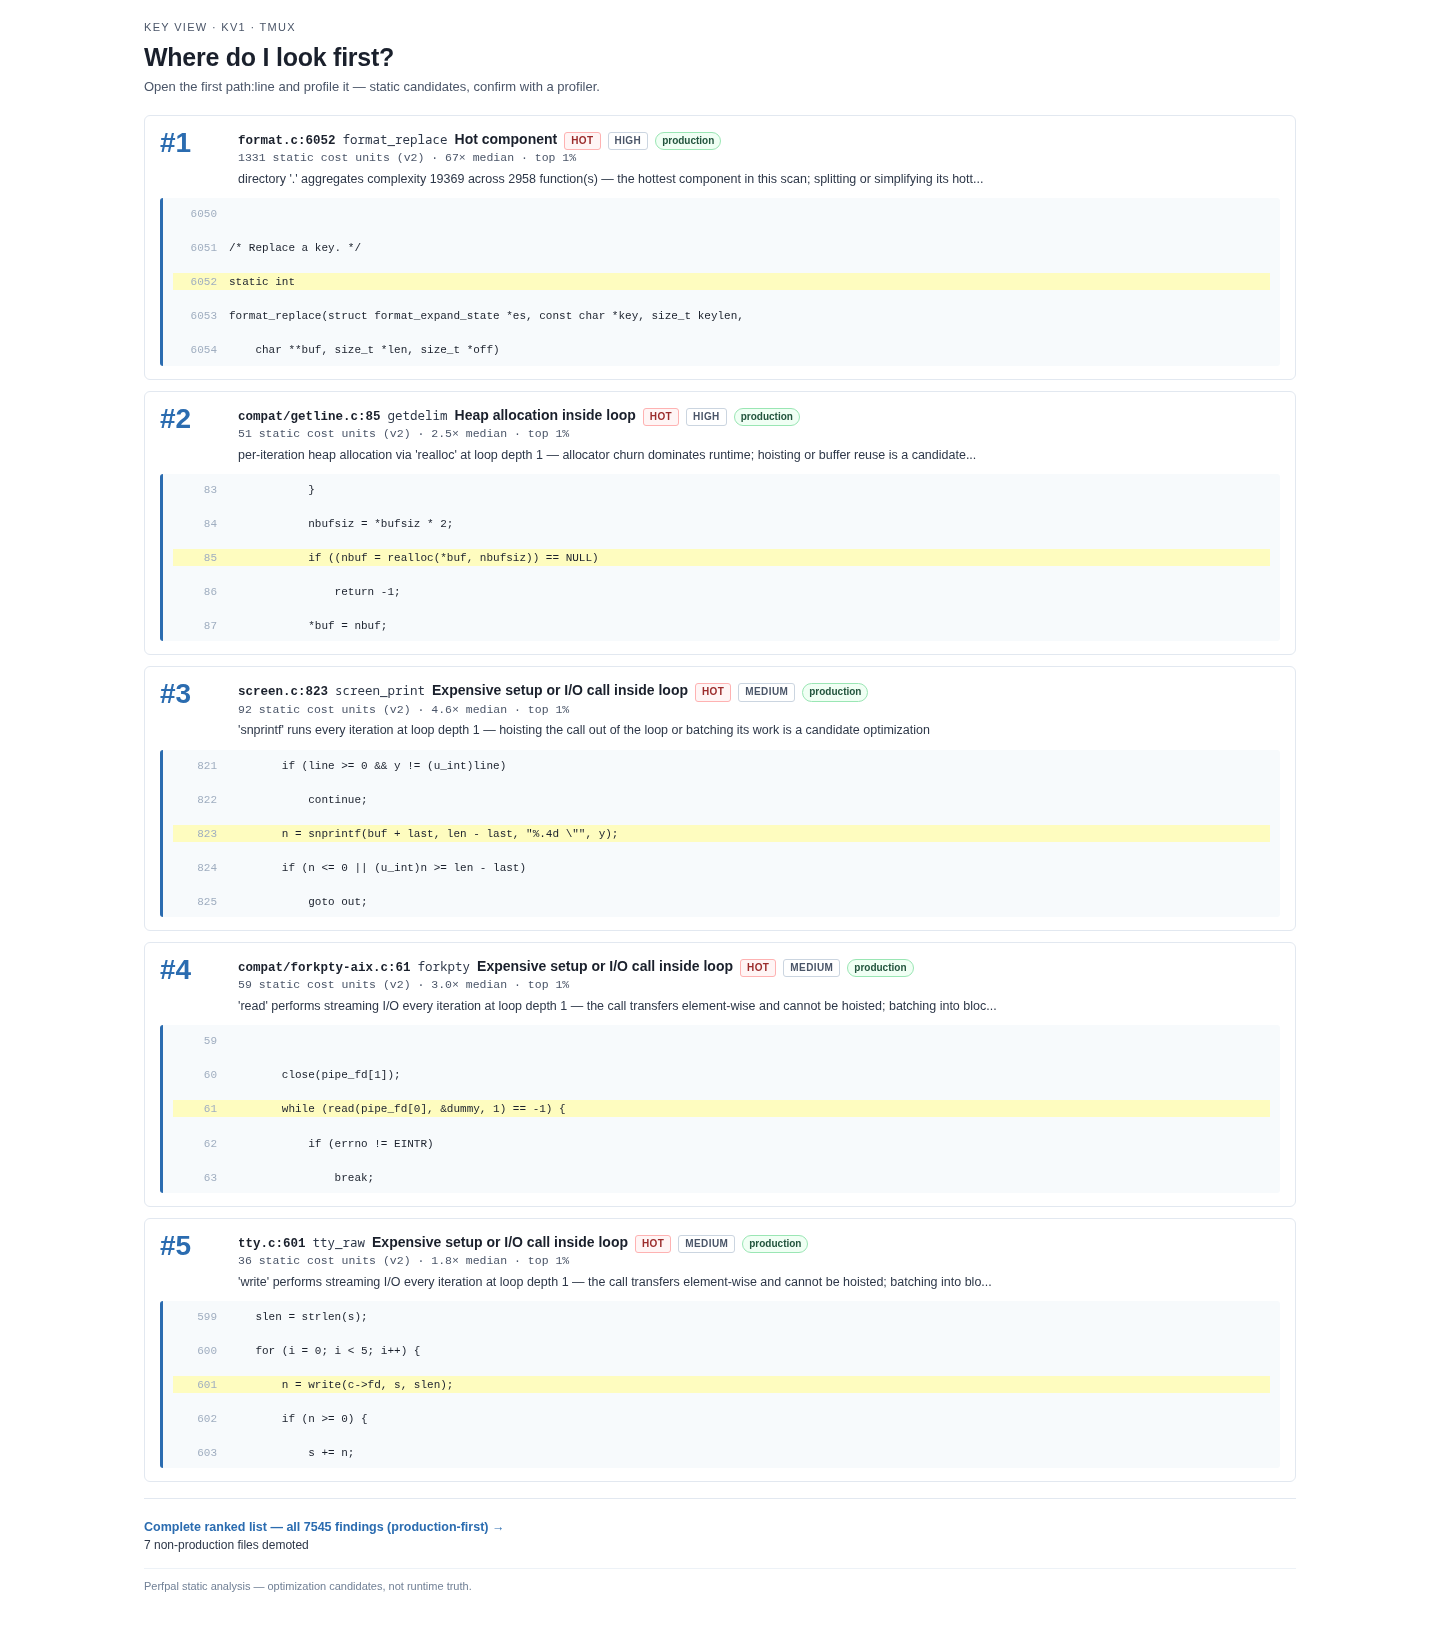 KEY VIEW · KV1 · TMUX
Where do I look first?
Open the first path:line and profile it — static candidates, confirm with a profiler.
#1
format.c:6052 format_replace Hot component HOT HIGH production
1331 static cost units (v2) · 67× median · top 1%
directory '.' aggregates complexity 19369 across 2958 function(s) — the hottest component in this scan; splitting or simplifying its hott...
6050
6051 /* Replace a key. */
6052 static int
6053 format_replace(struct format_expand_state *es, const char *key, size_t keylen,
6054     char **buf, size_t *len, size_t *off)
#2
compat/getline.c:85 getdelim Heap allocation inside loop HOT HIGH production
51 static cost units (v2) · 2.5× median · top 1%
per-iteration heap allocation via 'realloc' at loop depth 1 — allocator churn dominates runtime; hoisting or buffer reuse is a candidate...
83             }
84             nbufsiz = *bufsiz * 2;
85             if ((nbuf = realloc(*buf, nbufsiz)) == NULL)
86                 return -1;
87             *buf = nbuf;
#3
screen.c:823 screen_print Expensive setup or I/O call inside loop HOT MEDIUM production
92 static cost units (v2) · 4.6× median · top 1%
'snprintf' runs every iteration at loop depth 1 — hoisting the call out of the loop or batching its work is a candidate optimization
821         if (line >= 0 && y != (u_int)line)
822             continue;
823         n = snprintf(buf + last, len - last, "%.4d \"", y);
824         if (n <= 0 || (u_int)n >= len - last)
825             goto out;
#4
compat/forkpty-aix.c:61 forkpty Expensive setup or I/O call inside loop HOT MEDIUM production
59 static cost units (v2) · 3.0× median · top 1%
'read' performs streaming I/O every iteration at loop depth 1 — the call transfers element-wise and cannot be hoisted; batching into bloc...
59
60         close(pipe_fd[1]);
61         while (read(pipe_fd[0], &dummy, 1) == -1) {
62             if (errno != EINTR)
63                 break;
#5
tty.c:601 tty_raw Expensive setup or I/O call inside loop HOT MEDIUM production
36 static cost units (v2) · 1.8× median · top 1%
'write' performs streaming I/O every iteration at loop depth 1 — the call transfers element-wise and cannot be hoisted; batching into blo...
599     slen = strlen(s);
600     for (i = 0; i < 5; i++) {
601         n = write(c->fd, s, slen);
602         if (n >= 0) {
603             s += n;
Complete ranked list — all 7545 findings (production-first) →
7 non-production files demoted
Perfpal static analysis — optimization candidates, not runtime truth.